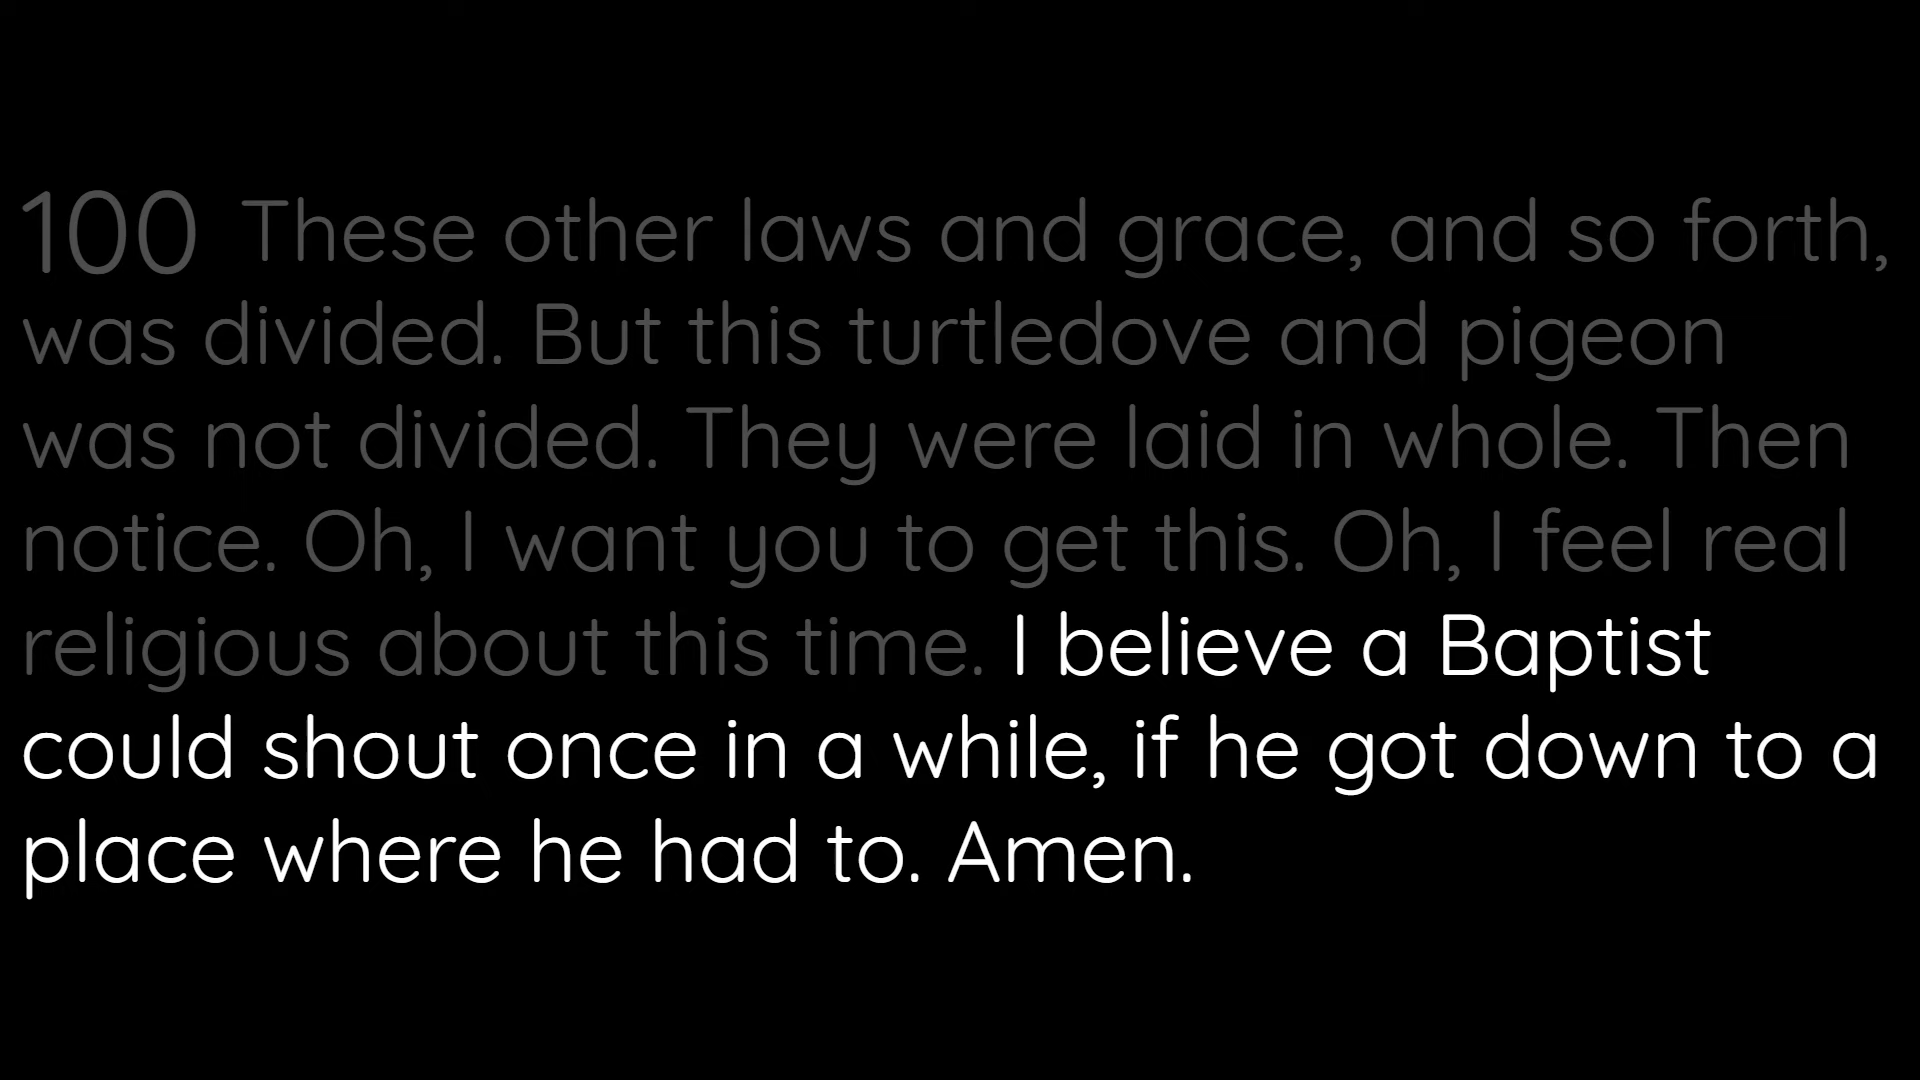 100 These other laws and grace, and so forth,
was divided. But this turtledove and pigeon
was not divided. They were laid in whole. Then
notice. Oh, I want you to get this. Oh, I feel real
religious about this time. I believe a Baptist
could shout once in a while, if he got down to a
place where he had to. Amen.